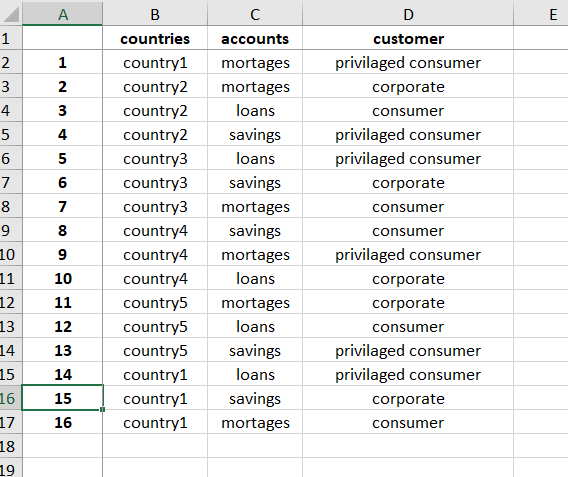 A B C D E
1 countries accounts customer
2 1 country1 mortages privilaged consumer
3 2 country2 mortages corporate
4 3 country2 loans consumer
5 4 country2 savings privilaged consumer
6 5 country3 loans privilaged consumer
7 6 country3 savings corporate
8 7 country3 mortages consumer
9 8 country4 savings consumer
10 9 country4 mortages privilaged consumer
11 10 country4 loans corporate
12 11 country5 mortages corporate
13 12 country5 loans consumer
14 13 country5 savings privilaged consumer
15 14 country1 loans privilaged consumer
16 15 country1 savings corporate
17 16 country1 mortages consumer
18
19